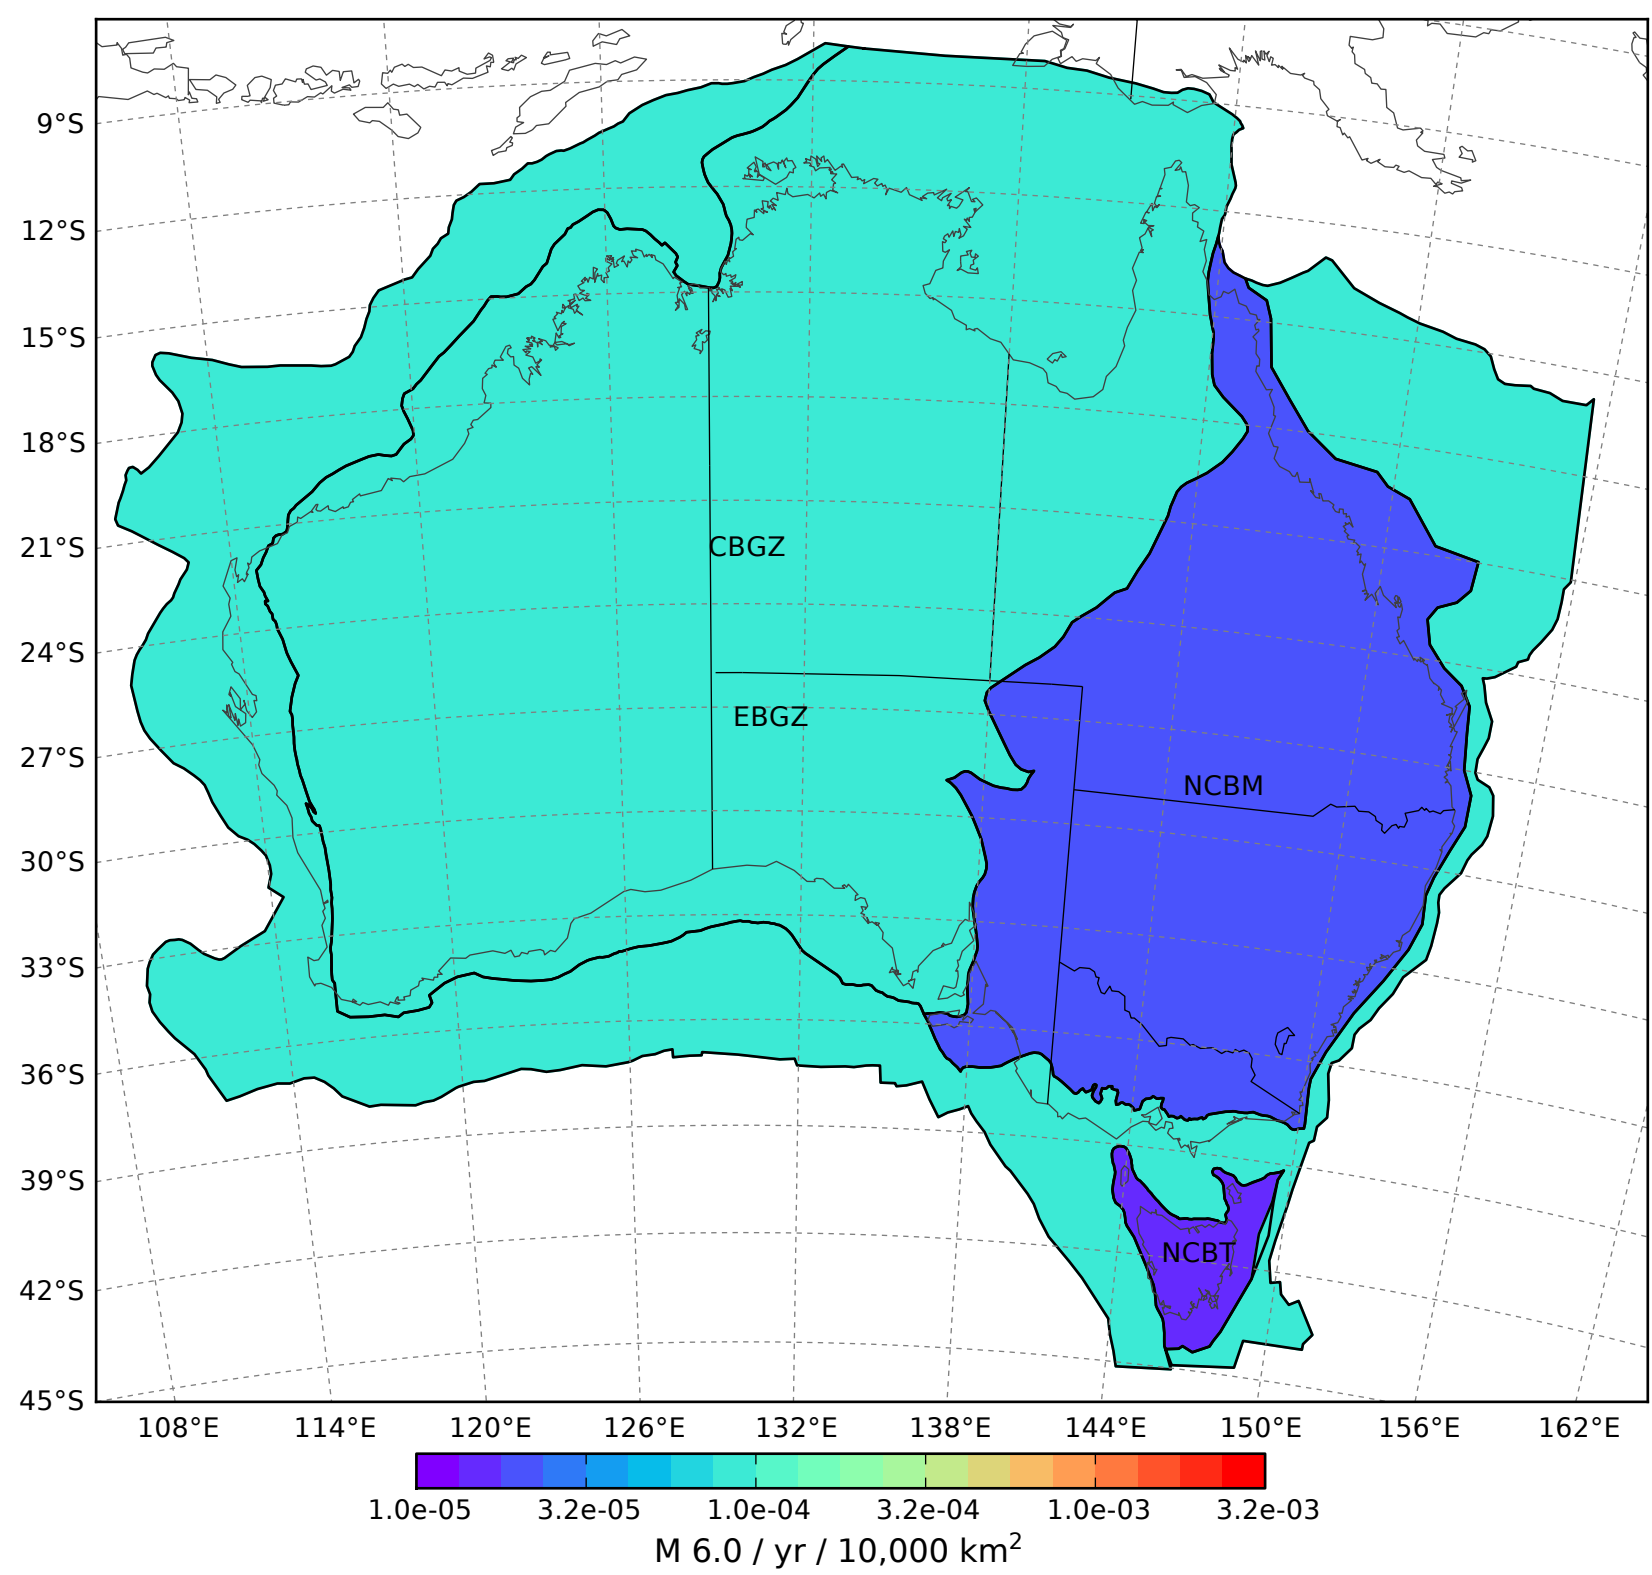 9°S
12°S
15°S
18°S
21°S
24°S
27°S
30°S
33°S
36°S
39°S
42°S
45°S
CBGZ
EBGZ
NCBM
NCBT
108°E 114°E 120°E 126°E 132°E 138°E 144°E 150°E 156°E 162°E
1.0e-05 3.2e-05 1.0e-04 3.2e-04 1.0e-03 3.2e-03
M 6.0 / yr / 10,000 km²